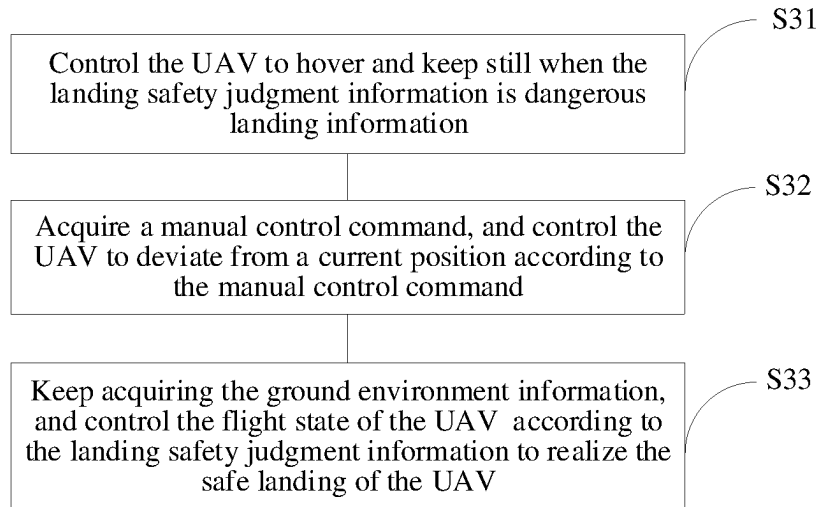 S31
Control the UAV to hover and keep still when the
landing safety judgment information is dangerous
landing information
S32
Acquire a manual control command, and control the
UAV to deviate from a current position according to
the manual control command
S33
Keep acquiring the ground environment information,
and control the flight state of the UAV according to
the landing safety judgment information to realize the
safe landing of the UAV